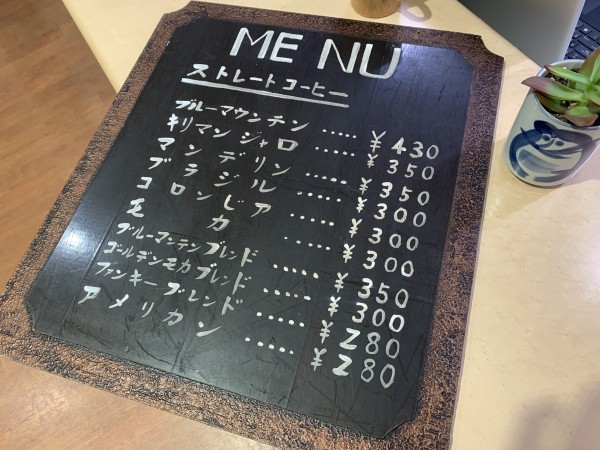 MENU
ストレートコーヒー
ブルーマウンテン ..... ¥430
キリマンジャロ ..... ¥350
マンデリン ..... ¥350
ブラジル ..... ¥300
コロンビア ..... ¥300
モカ ..... ¥300
ブルーマウンテンブレンド ..... ¥350
ゴールデンモカブレンド ..... ¥300
ファンキーブレンド ..... ¥280
アメリカン ..... ¥280